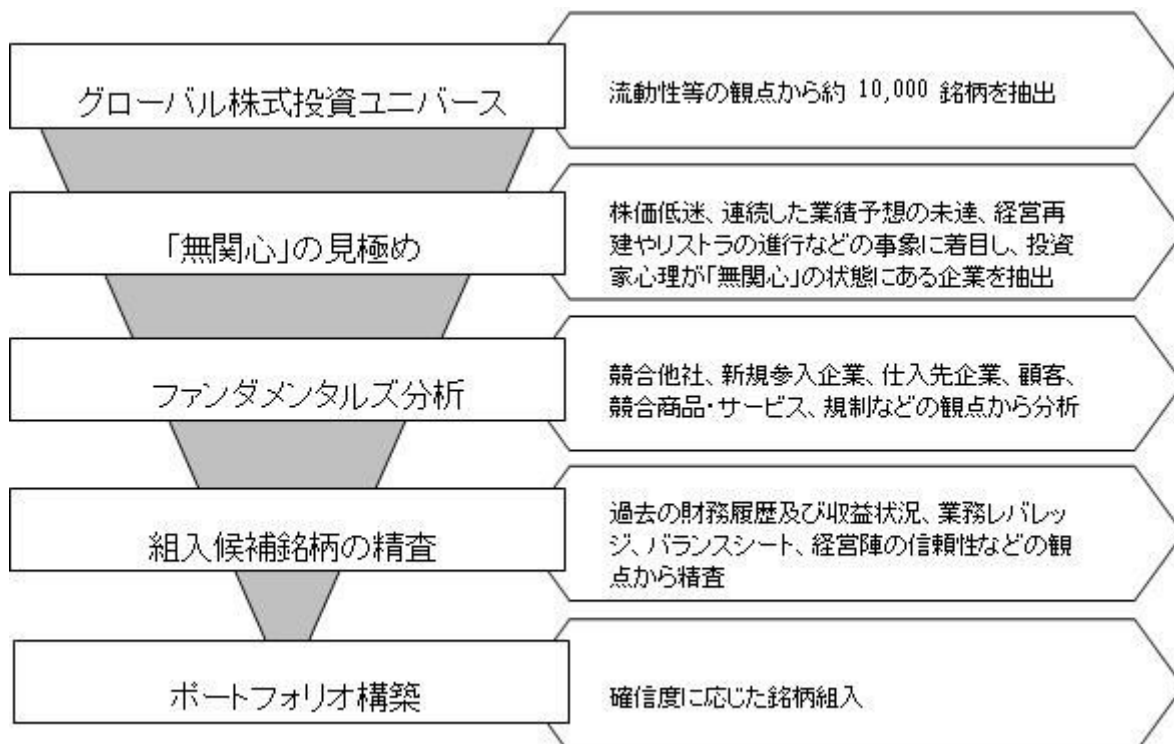 グローバル株式投資ユニバース
流動性等の観点から約 10,000 銘柄を抽出
「無関心」の見極め
株価低迷、連続した業績予想の未達、経営再
建やリストラの進行などの事象に着目し、投資
家心理が「無関心」の状態にある企業を抽出
ファンダメンタルズ分析
競合他社、新規参入企業、仕入先企業、顧客、
競合商品・サービス、規制などの観点から分析
組入候補銘柄の精査
過去の財務履歴及び収益状況、業務レバレッ
ジ、バランスシート、経営陣の信頼性などの観
点から精査
ポートフォリオ構築
確信度に応じた銘柄組入